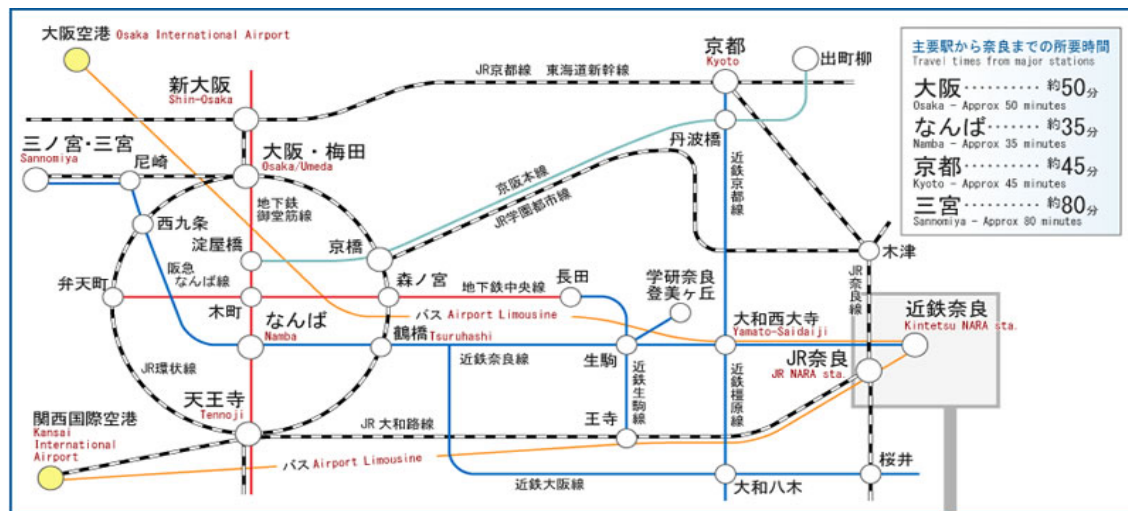 大阪空港 Osaka International Airport
新大阪
Shin-Osaka
JR京都線 東海道新幹線
京都
Kyoto
出町柳
主要駅から奈良までの所要時間
Travel times from major stations
大阪・・・・・・・・・・約50分
Osaka - Approx 50 minutes
なんば・・・・・・約35分
Namba - Approx 35 minutes
京都・・・・・・・・・・約45分
Kyoto - Approx 45 minutes
三宮・・・・・・・・・・約80分
Sannomiya - Approx 80 minutes
三ノ宮・三宮
Sannomiya
尼崎
大阪・梅田
Osaka/Umeda
丹波橋
地下鉄
御堂筋線
京阪本線
JR学園都市線
近鉄京都線
西九条
淀屋橋
京橋
木津
阪急
なんば線
弁天町
木町
森ノ宮
地下鉄中央線
長田
学研奈良
登美ヶ丘
JR奈良線
バス Airport Limousine
なんば
Namba
鶴橋 Tsuruhashi
近鉄奈良線
生駒
大和西大寺
Yamato-Saidaiji
近鉄奈良
Kintetsu NARA sta.
JR奈良
JR NARA sta.
JR環状線
近鉄生駒線
近鉄橿原線
天王寺
Tennoji
JR大和路線
王寺
関西国際空港
Kansai
International
Airport
バス Airport Limousine
近鉄大阪線
大和八木
桜井